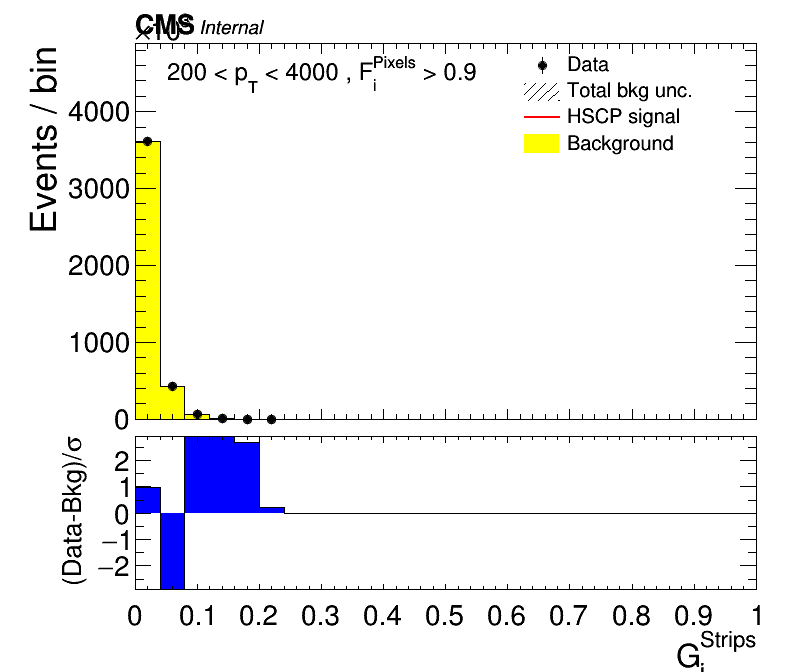 CMS Internal
×10³
200 < p_T < 4000 , F_i^Pixels > 0.9
Data
Total bkg unc.
HSCP signal
Background
Events / bin
4000
3000
2000
1000
0
(Data-Bkg)/σ
2
1
0
−1
−2
0 0.1 0.2 0.3 0.4 0.5 0.6 0.7 0.8 0.9 1
G_i^Strips